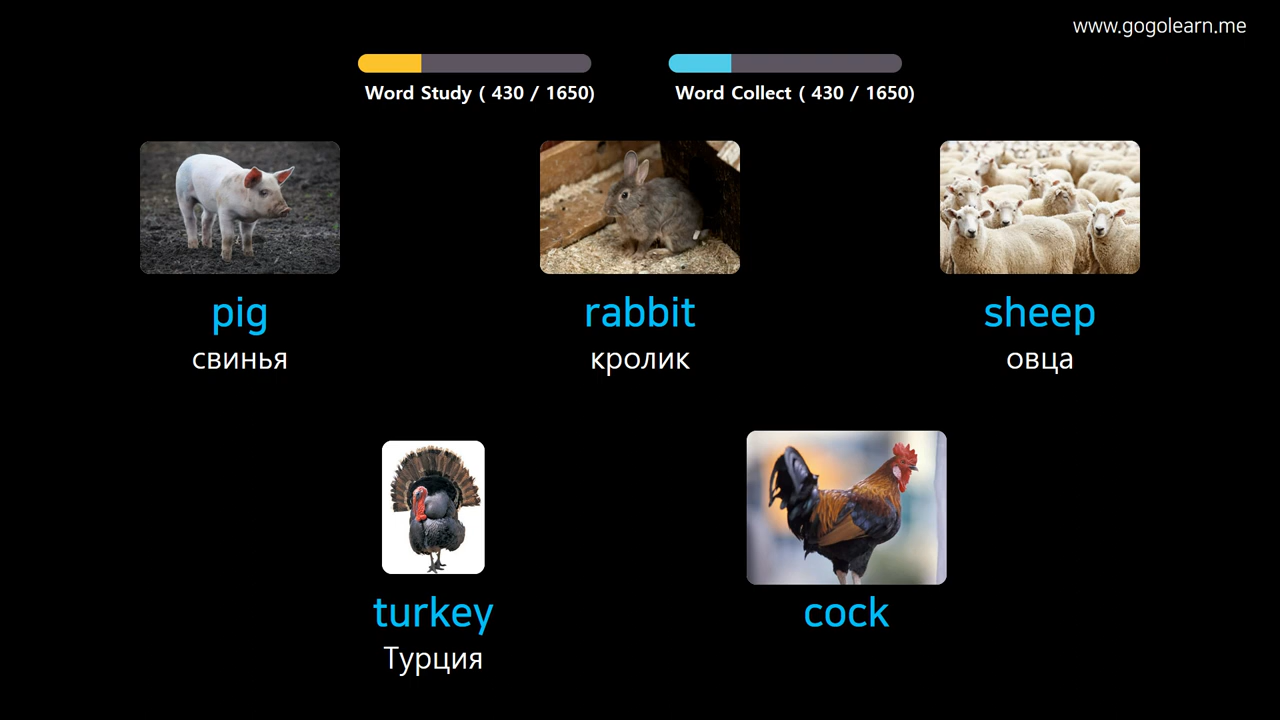 www.gogolearn.me
Word Study ( 430 / 1650)
Word Collect ( 430 / 1650)
pig
rabbit
sheep
свинья
кролик
овца
turkey
cock
Турция